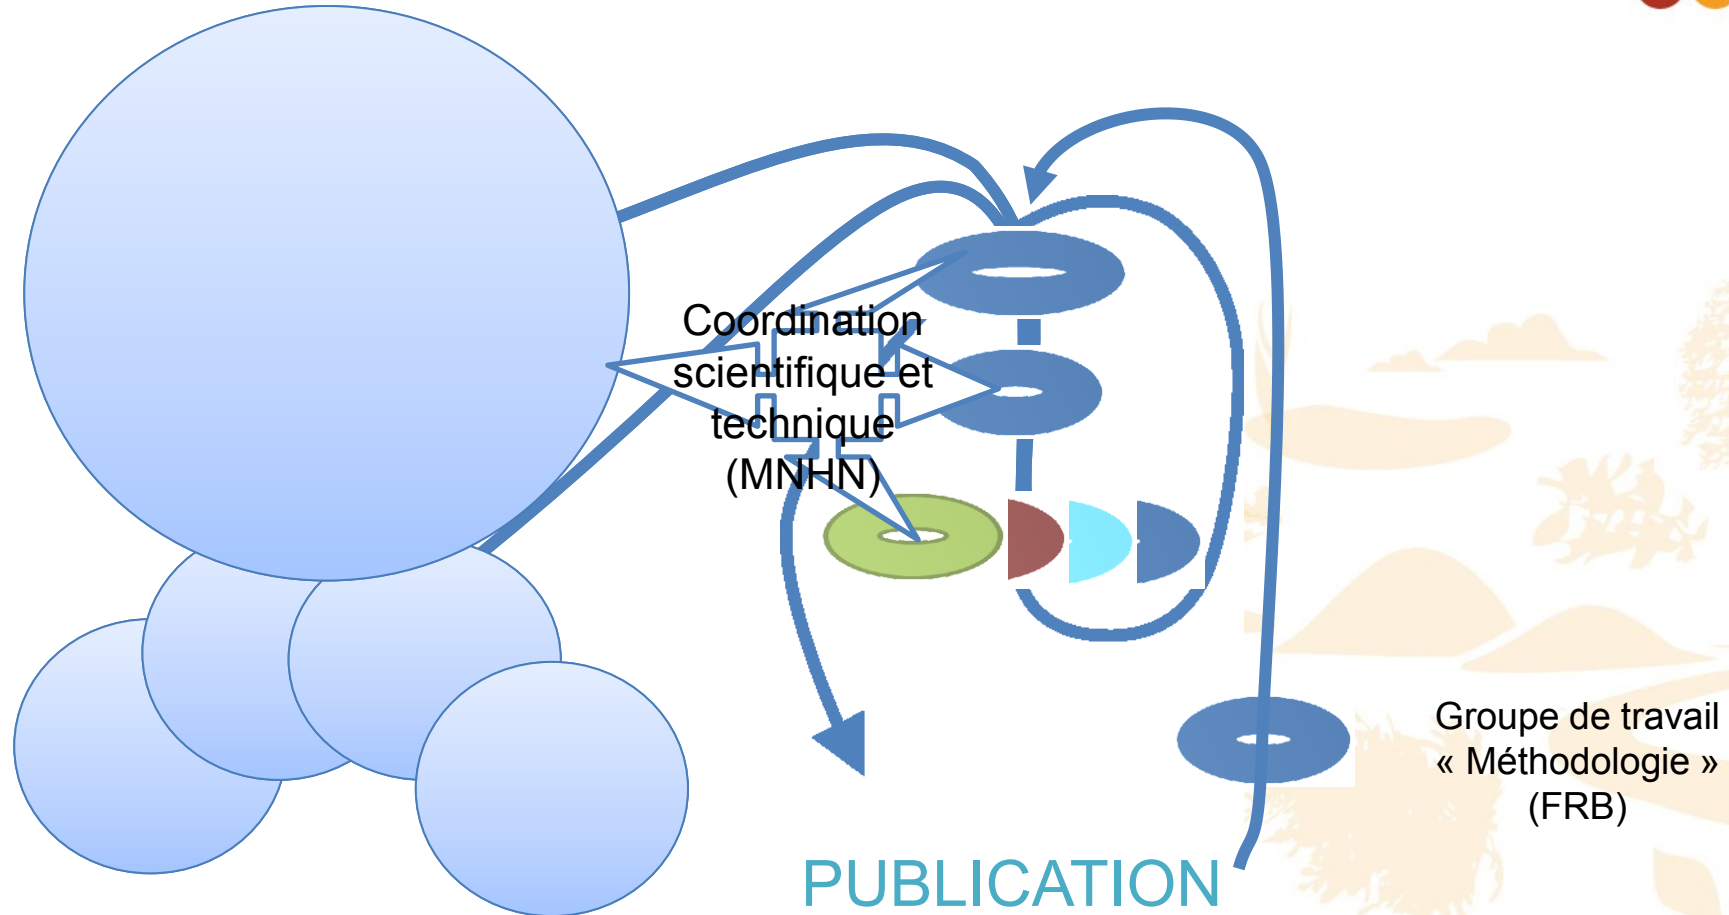 Coordination
scientifique et
technique
(MNHN)
Groupe de travail
« Méthodologie »
(FRB)
PUBLICATION